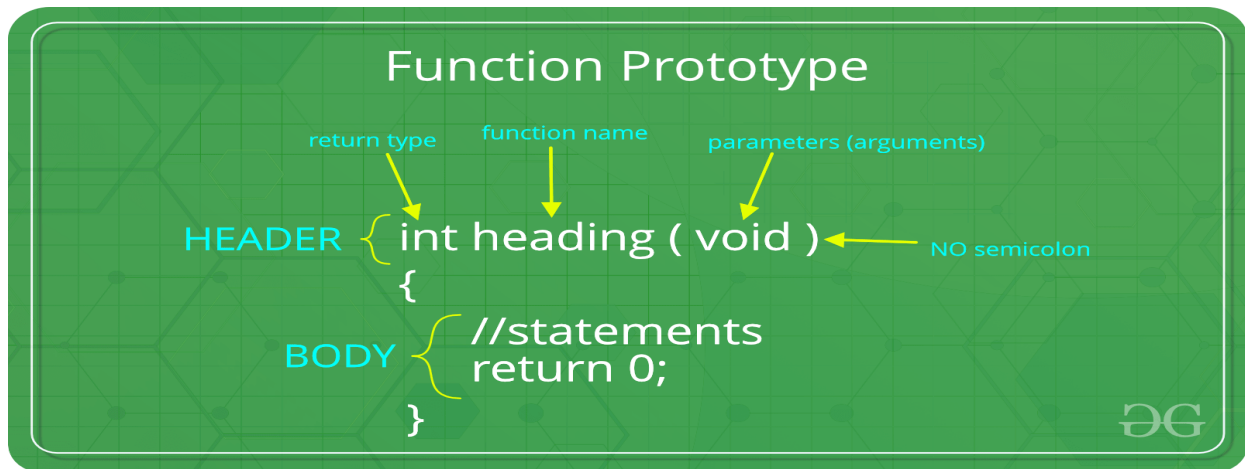 Function Prototype
return type function name parameters (arguments)
HEADER int heading ( void ) NO semicolon
{
//statements
BODY
return 0;
}
GG